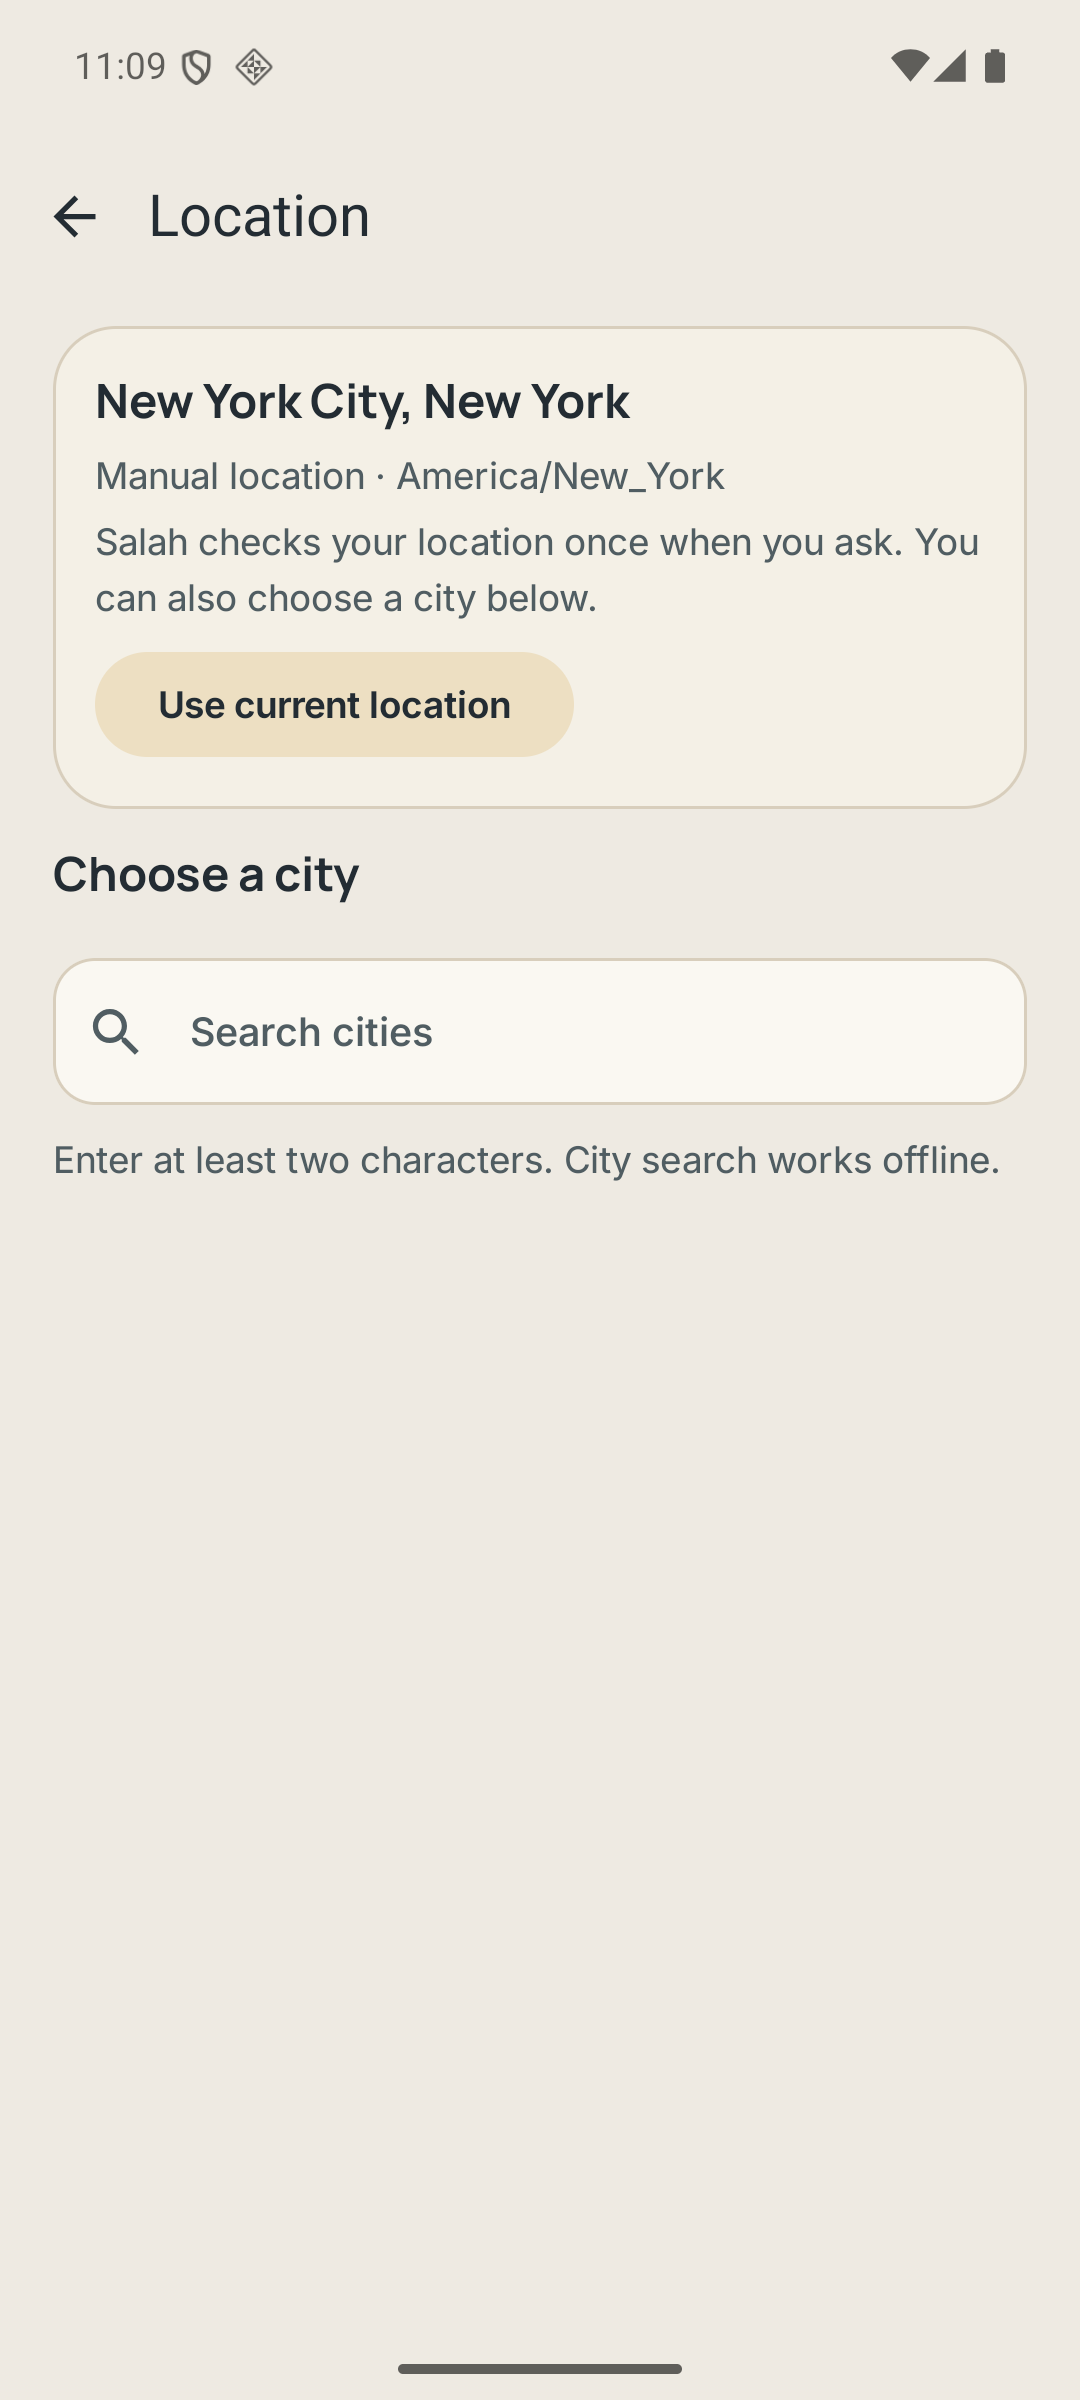 11:09
Location
New York City, New York
Manual location · America/New_York
Salah checks your location once when you ask. You
can also choose a city below.
Use current location
Choose a city
Search cities
Enter at least two characters. City search works offline.